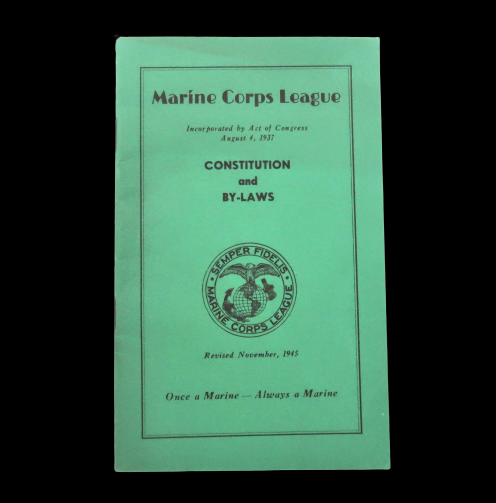 Marine Corps League
Incorporated by Act of Congress
August 4, 1937
CONSTITUTION
and
BY-LAWS
SEMPER FIDELIS
MARINE CORPS LEAGUE
Revised November, 1945
Once a Marine — Always a Marine